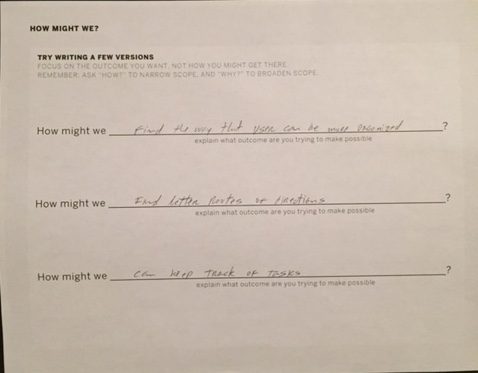 HOW MIGHT WE?
TRY WRITING A FEW VERSIONS
FOCUS ON THE OUTCOME YOU WANT, NOT HOW YOU MIGHT GET THERE.
REMEMBER: ASK "HOW?" TO NARROW SCOPE, AND "WHY?" TO BROADEN SCOPE.
How might we Find the way that user can be more organized ?
explain what outcome are you trying to make possible
How might we Find better Routes or Directions ?
explain what outcome are you trying to make possible
How might we can keep Track of Tasks ?
explain what outcome are you trying to make possible